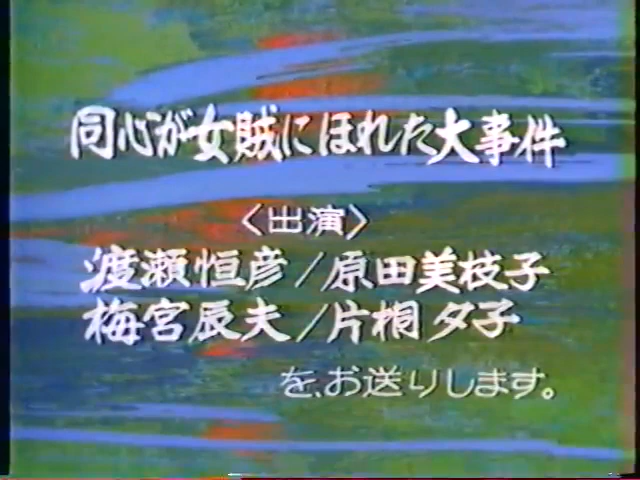 同心が女賊にほれた大事件
〈出演〉
渡瀬恒彦／原田美枝子
梅宮辰夫／片桐夕子
を、お送りします。